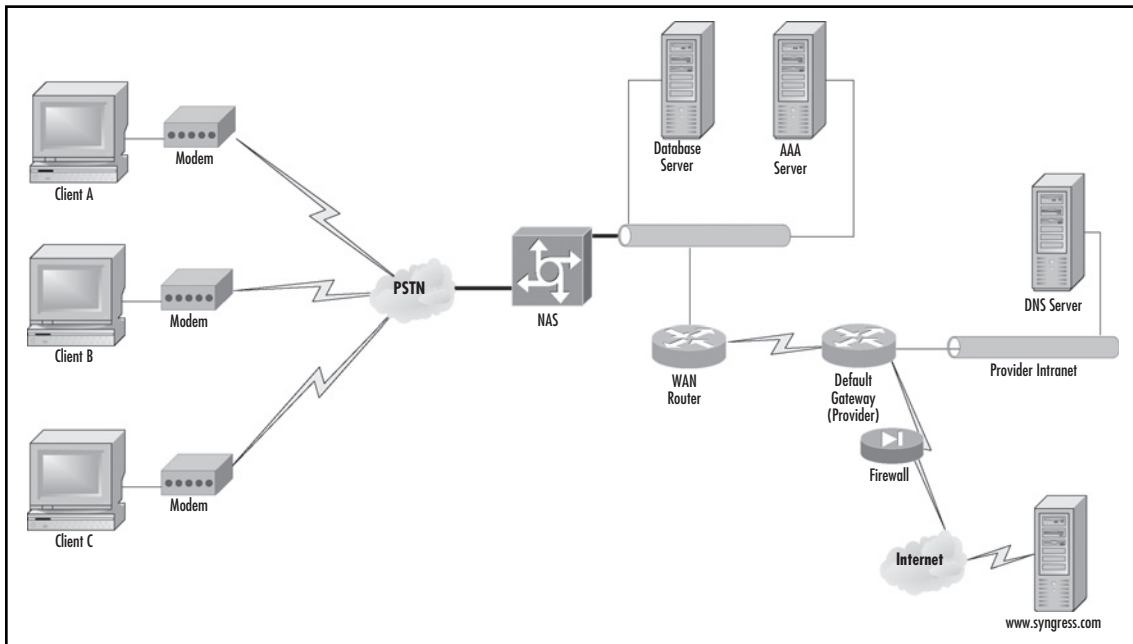 Client A
Modem
Client B
Modem
Client C
Modem
PSTN
NAS
Database
Server
AAA
Server
WAN
Router
Default
Gateway
(Provider)
Firewall
Internet
www.syngress.com
DNS Server
Provider Intranet